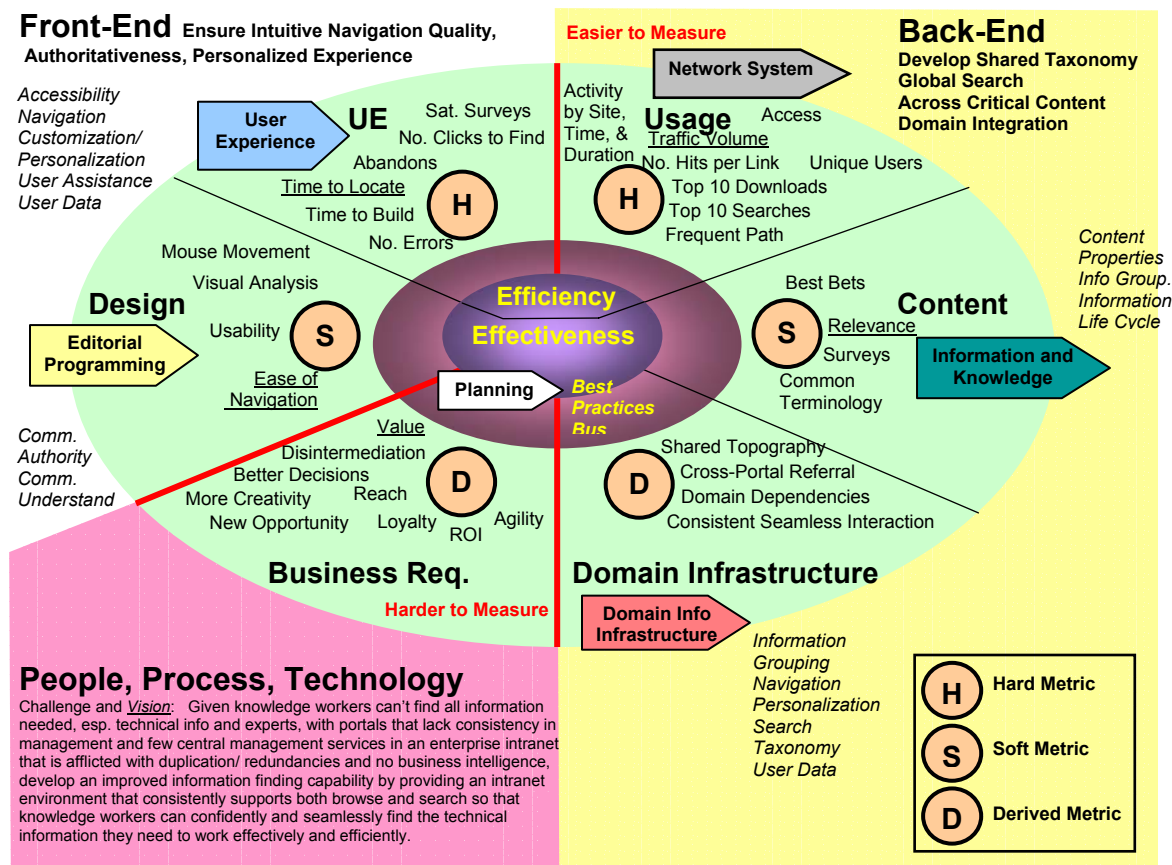 Front-End Ensure Intuitive Navigation Quality,
Authoritativeness, Personalized Experience
Accessibility
Navigation
Customization/
Personalization
User Assistance
User Data
User
Experience
UE
Sat. Surveys
No. Clicks to Find
Abandons
Time to Locate
Time to Build
No. Errors
H
Easier to Measure
Network System
Back-End
Develop Shared Taxonomy
Global Search
Across Critical Content
Domain Integration
Activity
by Site,
Time, &
Duration
Usage
Access
Traffic Volume
No. Hits per Link
Unique Users
Top 10 Downloads
Top 10 Searches
Frequent Path
H
Mouse Movement
Visual Analysis
Design
Usability
S
Editorial
Programming
Ease of
Navigation
Efficiency
Effectiveness
Planning
Best
Practices
Bus
Best Bets
Content
S
Relevance
Surveys
Common
Terminology
Information and
Knowledge
Content
Properties
Info Group.
Information
Life Cycle
Comm.
Authority
Comm.
Understand
Value
Disintermediation
Better Decisions
More Creativity
Reach
New Opportunity
Loyalty
ROI
Agility
D
Business Req.
Harder to Measure
Shared Topography
Cross-Portal Referral
Domain Dependencies
Consistent Seamless Interaction
D
Domain Infrastructure
Domain Info
Infrastructure
Information
Grouping
Navigation
Personalization
Search
Taxonomy
User Data
People, Process, Technology
Challenge and Vision: Given knowledge workers can't find all information
needed, esp. technical info and experts, with portals that lack consistency in
management and few central management services in an enterprise intranet
that is afflicted with duplication/ redundancies and no business intelligence,
develop an improved information finding capability by providing an intranet
environment that consistently supports both browse and search so that
knowledge workers can confidently and seamlessly find the technical
information they need to work effectively and efficiently.
H Hard Metric
S Soft Metric
D Derived Metric